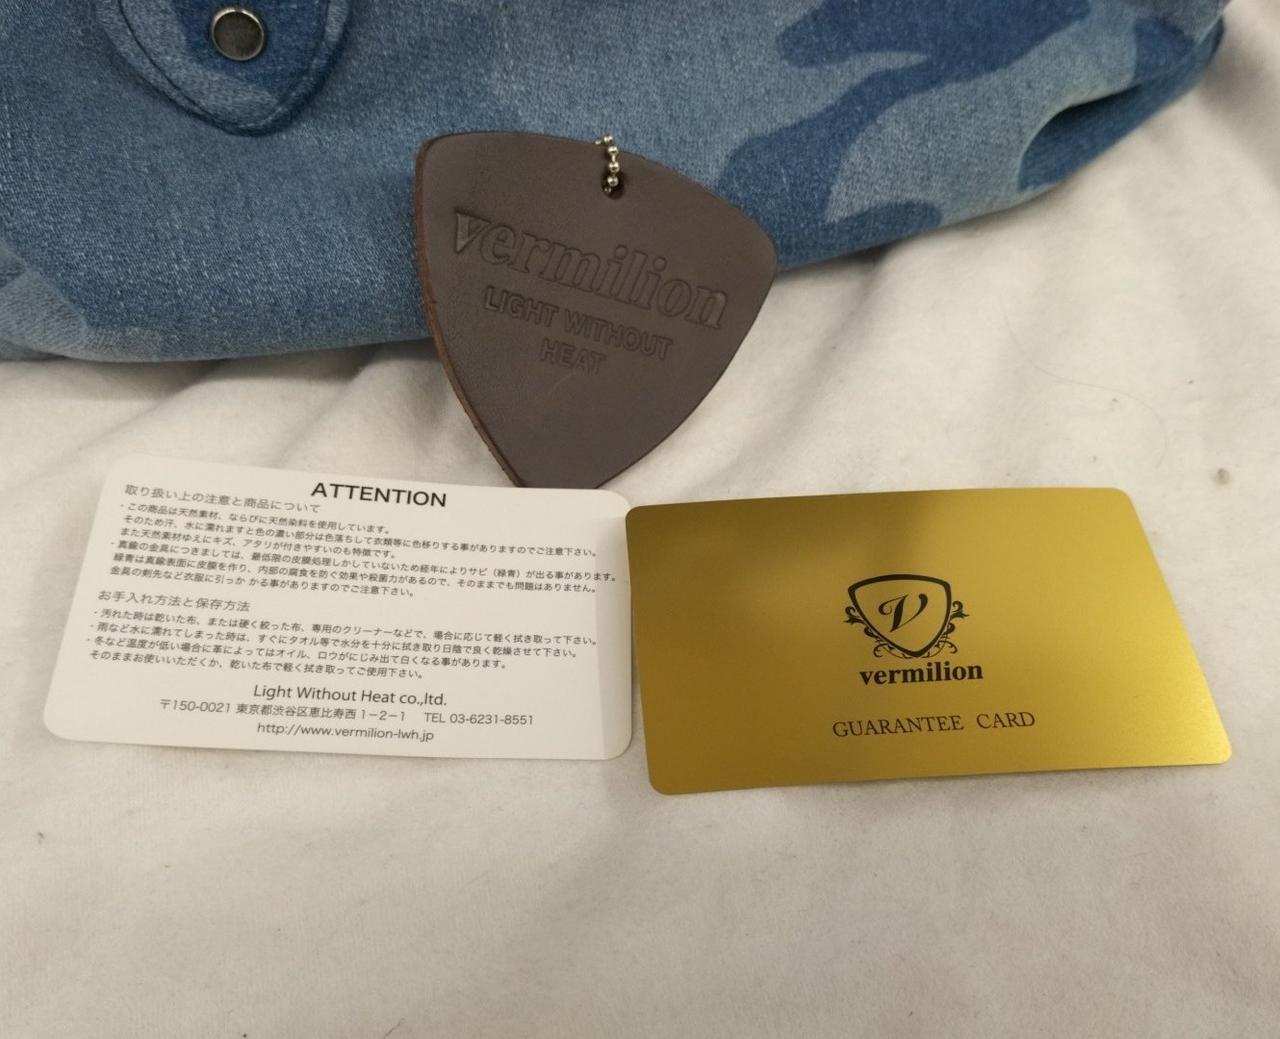 vermilion
LIGHT WITHOUT
HEAT
ATTENTION
取り扱い上の注意と商品について
・この商品は天然素材、ならびに天然染料を使用しています。
そのため汗、水に濡れますと色の濃い部分は色落ちして衣類等に色移りする事がありますのでご注意下さい。
また天然素材ゆえにキズ、アタリが付きやすいのも特徴です。
・真鍮の金具につきましては、最低限の皮膜処理しかしていないため経年によりサビ（緑青）が出る事があります。
緑青は真鍮表面に皮膜を作り、内部の腐食を防ぐ効果や殺菌力があるので、そのままでも問題はありません。
金具の剣先など衣服に引っか かる事がありますのでご注意下さい。
お手入れ方法と保存方法
・汚れた時は乾いた布、または硬く絞った布、専用のクリーナーなどで、場合に応じて軽く拭き取って下さい。
・雨など水に濡れてしまった時は、すぐにタオル等で水分を十分に拭き取り日陰で良く乾燥させて下さい。
・冬など温度が低い場合に革によってはオイル、ロウがにじみ出て白くなる事があります。
そのままお使いいただくか、乾いた布で軽く拭き取ってご使用下さい。
Light Without Heat co.,ltd.
〒150-0021 東京都渋谷区恵比寿西 1－2－1 TEL 03-6231-8551
http://www.vermilion-lwh.jp
V
vermilion
GUARANTEE CARD